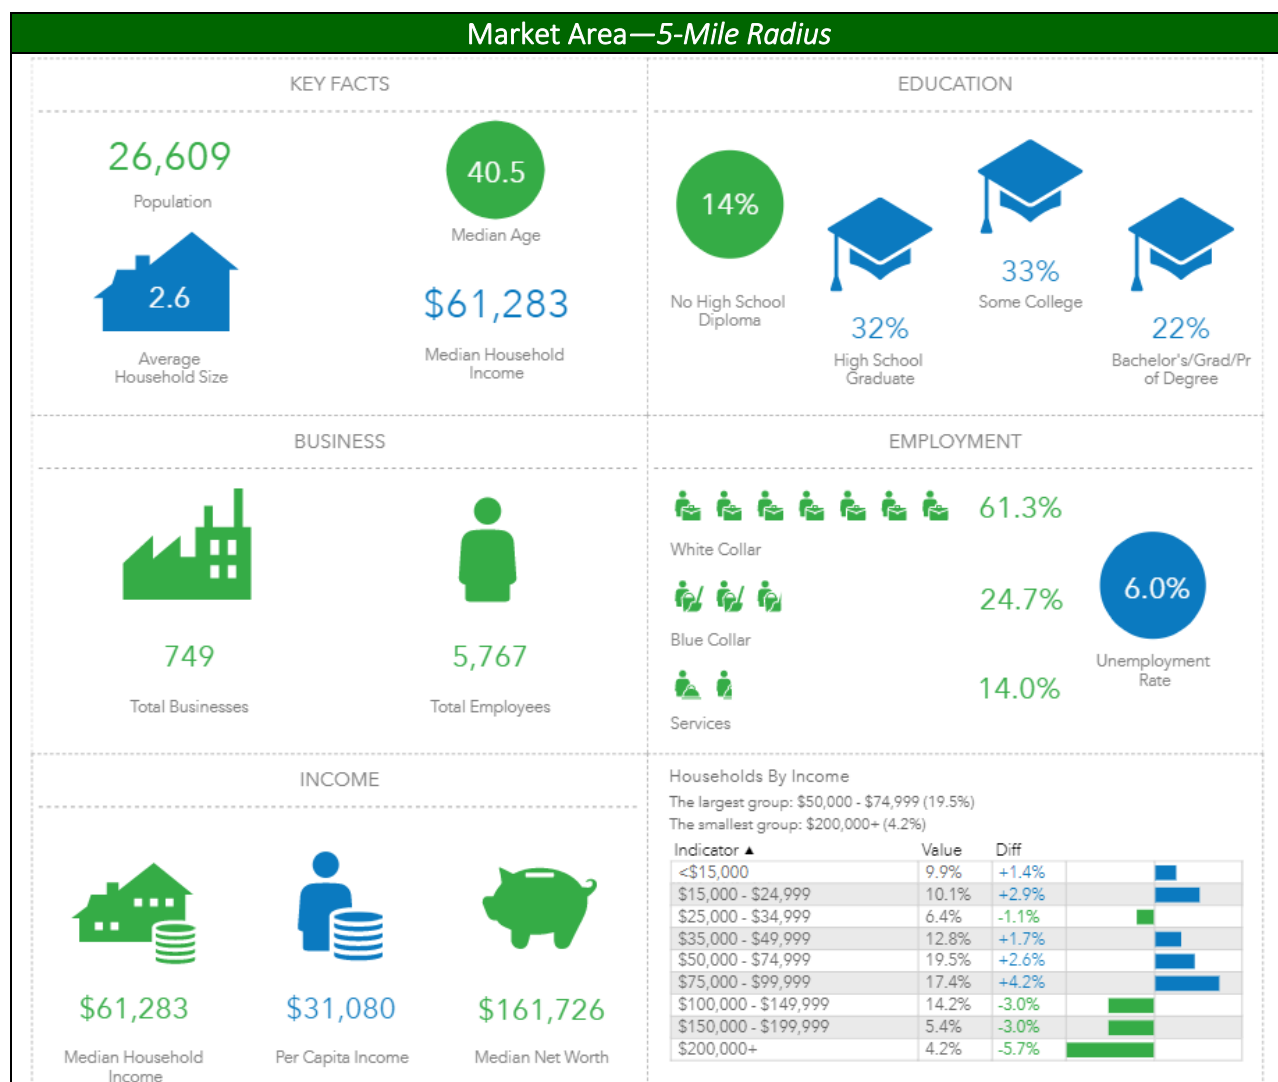 Market Area—5-Mile Radius
KEY FACTS
26,609
Population
40.5
Median Age
2.6
Average
Household Size
$61,283
Median Household
Income
EDUCATION
14%
No High School
Diploma
32%
High School
Graduate
33%
Some College
22%
Bachelor's/Grad/Pr
of Degree
BUSINESS
749
Total Businesses
5,767
Total Employees
EMPLOYMENT
61.3%
White Collar
24.7%
Blue Collar
14.0%
Services
6.0%
Unemployment
Rate
INCOME
$61,283
Median Household
Income
$31,080
Per Capita Income
$161,726
Median Net Worth
Households By Income
The largest group: $50,000 - $74,999 (19.5%)
The smallest group: $200,000+ (4.2%)
Indicator ▲ Value Diff
<$15,000 9.9% +1.4%
$15,000 - $24,999 10.1% +2.9%
$25,000 - $34,999 6.4% -1.1%
$35,000 - $49,999 12.8% +1.7%
$50,000 - $74,999 19.5% +2.6%
$75,000 - $99,999 17.4% +4.2%
$100,000 - $149,999 14.2% -3.0%
$150,000 - $199,999 5.4% -3.0%
$200,000+ 4.2% -5.7%